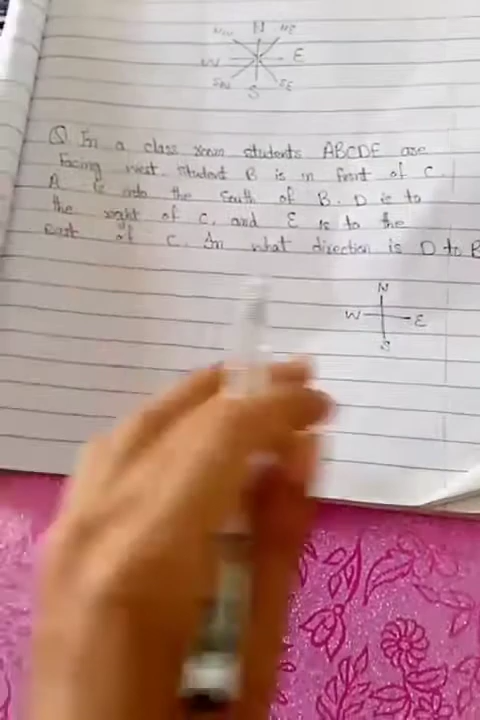 N
NW NE
W E
SW SE
S
Q In a class room students ABCDE are
facing west. Student B is in front of C.
A is into the South of B. D is to
the right of C. and E is to the
East of C. In what direction is D to B
N
W E
S